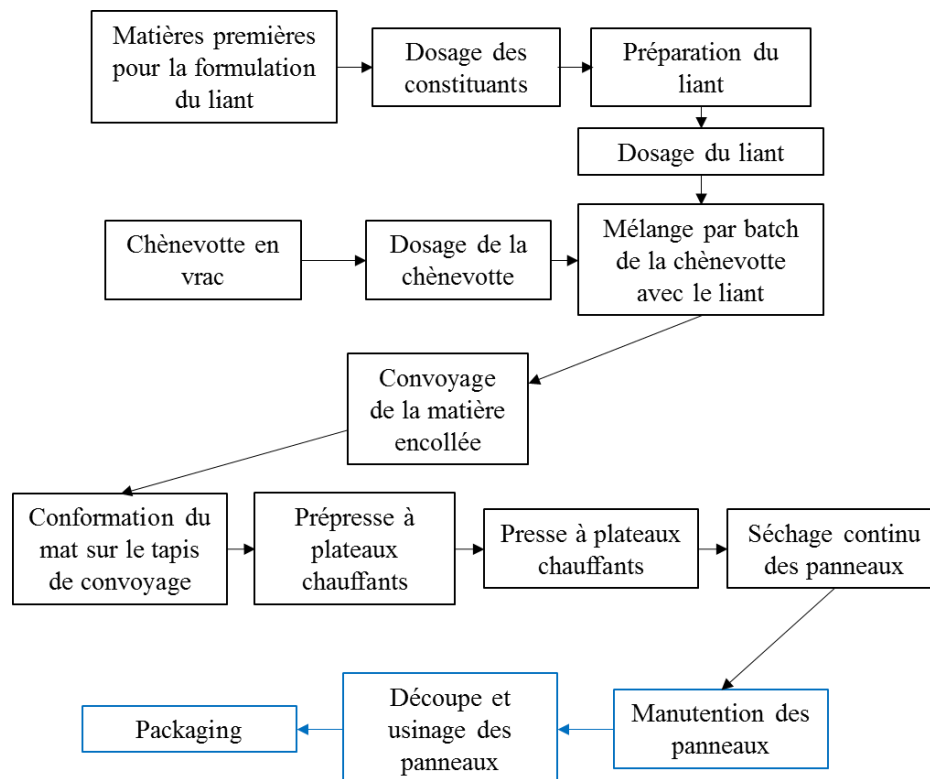 Matières premières
pour la formulation
du liant
Dosage des
constituants
Préparation du
liant
Dosage du liant
Chènevotte en
vrac
Dosage de la
chènevotte
Mélange par batch
de la chènevotte
avec le liant
Convoyage
de la matière
encollée
Conformation du
mat sur le tapis
de convoyage
Prépresse à
plateaux
chauffants
Presse à plateaux
chauffants
Séchage continu
des panneaux
Manutention des
panneaux
Découpe et
usinage des
panneaux
Packaging